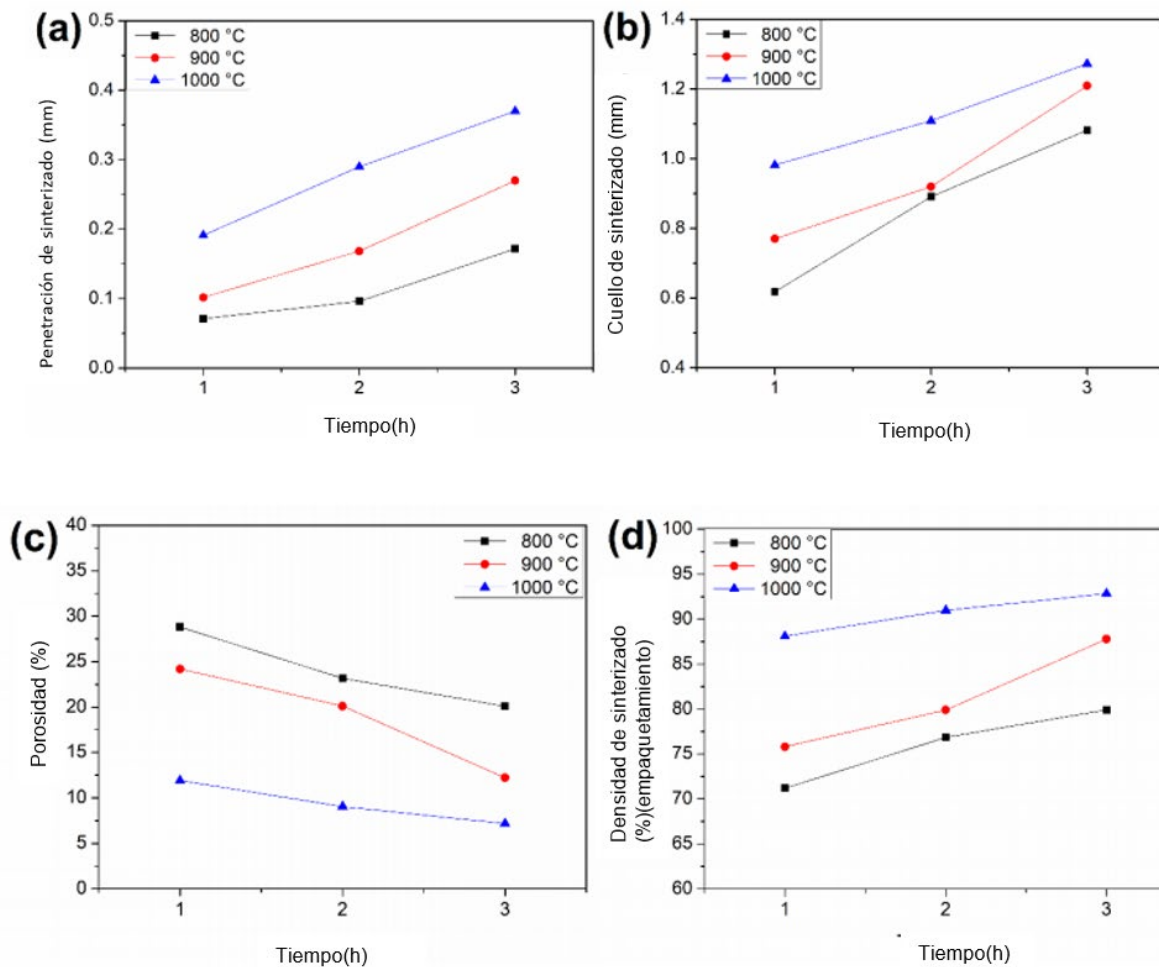 (a)
800 °C
900 °C
1000 °C
Penetración de sinterizado (mm)
0.5
0.4
0.3
0.2
0.1
0.0
1 2 3
Tiempo(h)
(b)
800 °C
900 °C
1000 °C
Cuello de sinterizado (mm)
1.4
1.2
1.0
0.8
0.6
0.4
1 2 3
Tiempo(h)
(c)
800 °C
900 °C
1000 °C
Porosidad (%)
40
35
30
25
20
15
10
5
0
1 2 3
Tiempo(h)
(d)
800 °C
900 °C
1000 °C
Densidad de sinterizado
(%)(empaquetamiento)
100
95
90
85
80
75
70
65
60
1 2 3
Tiempo(h)